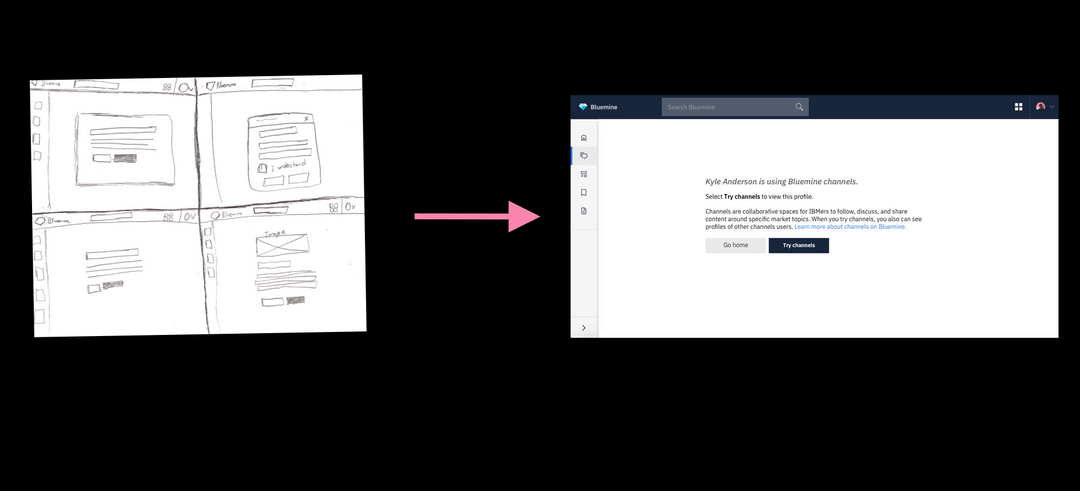 Bluemine
I understand
Bluemine
Bluemine
Image
Bluemine
Search Bluemine
Kyle Anderson is using Bluemine channels.
Select Try channels to view this profile.
Channels are collaborative spaces for IBMers to follow, discuss, and share
content around specific market topics. When you try channels, you also can see
profiles of other channels users. Learn more about channels on Bluemine.
Go home
Try channels